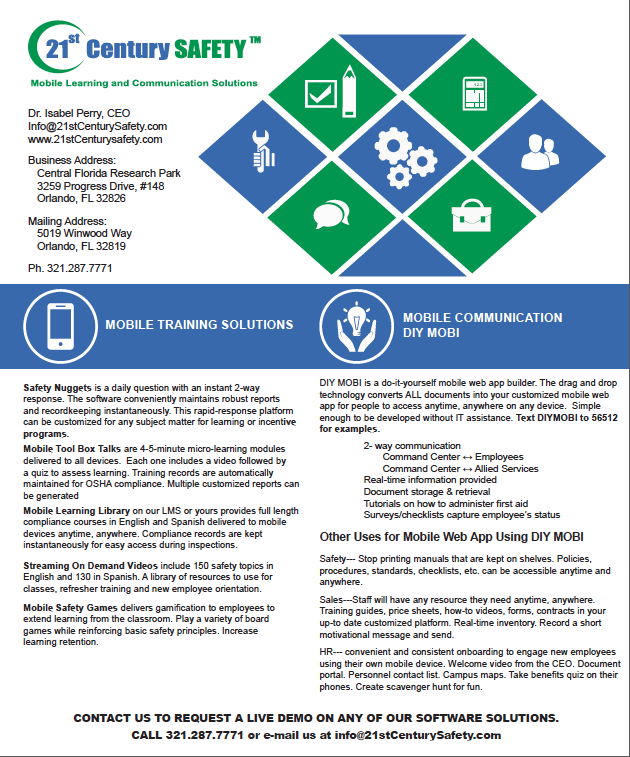 21st Century SAFETY™
Mobile Learning and Communication Solutions
Dr. Isabel Perry, CEO
Info@21stCenturySafety.com
www.21stCenturysafety.com
Business Address:
Central Florida Research Park
3259 Progress Drive, #148
Orlando, FL 32826
Mailing Address:
5019 Winwood Way
Orlando, FL 32819
Ph. 321.287.7771
MOBILE TRAINING SOLUTIONS
Safety Nuggets is a daily question with an instant 2-way
response. The software conveniently maintains robust reports
and recordkeeping instantaneously. This rapid-response platform
can be customized for any subject matter for learning or incentive
programs.
Mobile Tool Box Talks are 4-5-minute micro-learning modules
delivered to all devices.  Each one includes a video followed by
a quiz to assess learning. Training records are automatically
maintained for OSHA compliance. Multiple customized reports can
be generated
Mobile Learning Library on our LMS or yours provides full length
compliance courses in English and Spanish delivered to mobile
devices anytime, anywhere. Compliance records are kept
instantaneously for easy access during inspections.
Streaming On Demand Videos include 150 safety topics in
English and 130 in Spanish. A library of resources to use for
classes, refresher training and new employee orientation.
Mobile Safety Games delivers gamification to employees to
extend learning from the classroom. Play a variety of board
games while reinforcing basic safety principles. Increase
learning retention.
MOBILE COMMUNICATION
DIY MOBI
DIY MOBI is a do-it-yourself mobile web app builder. The drag and drop
technology converts ALL documents into your customized mobile web
app for people to access anytime, anywhere on any device.  Simple
enough to be developed without IT assistance. Text DIYMOBI to 56512
for examples.
2- way communication
Command Center ↔ Employees
Command Center ↔ Allied Services
Real-time information provided
Document storage & retrieval
Tutorials on how to administer first aid
Surveys/checklists capture employee's status
Other Uses for Mobile Web App Using DIY MOBI
Safety--- Stop printing manuals that are kept on shelves. Policies,
procedures, standards, checklists, etc. can be accessible anytime and
anywhere.
Sales---Staff will have any resource they need anytime, anywhere.
Training guides, price sheets, how-to videos, forms, contracts in your
up-to date customized platform. Real-time inventory. Record a short
motivational message and send.
HR--- convenient and consistent onboarding to engage new employees
using their own mobile device. Welcome video from the CEO. Document
portal. Personnel contact list. Campus maps. Take benefits quiz on their
phones. Create scavenger hunt for fun.
CONTACT US TO REQUEST A LIVE DEMO ON ANY OF OUR SOFTWARE SOLUTIONS.
CALL 321.287.7771 or e-mail us at info@21stCenturySafety.com